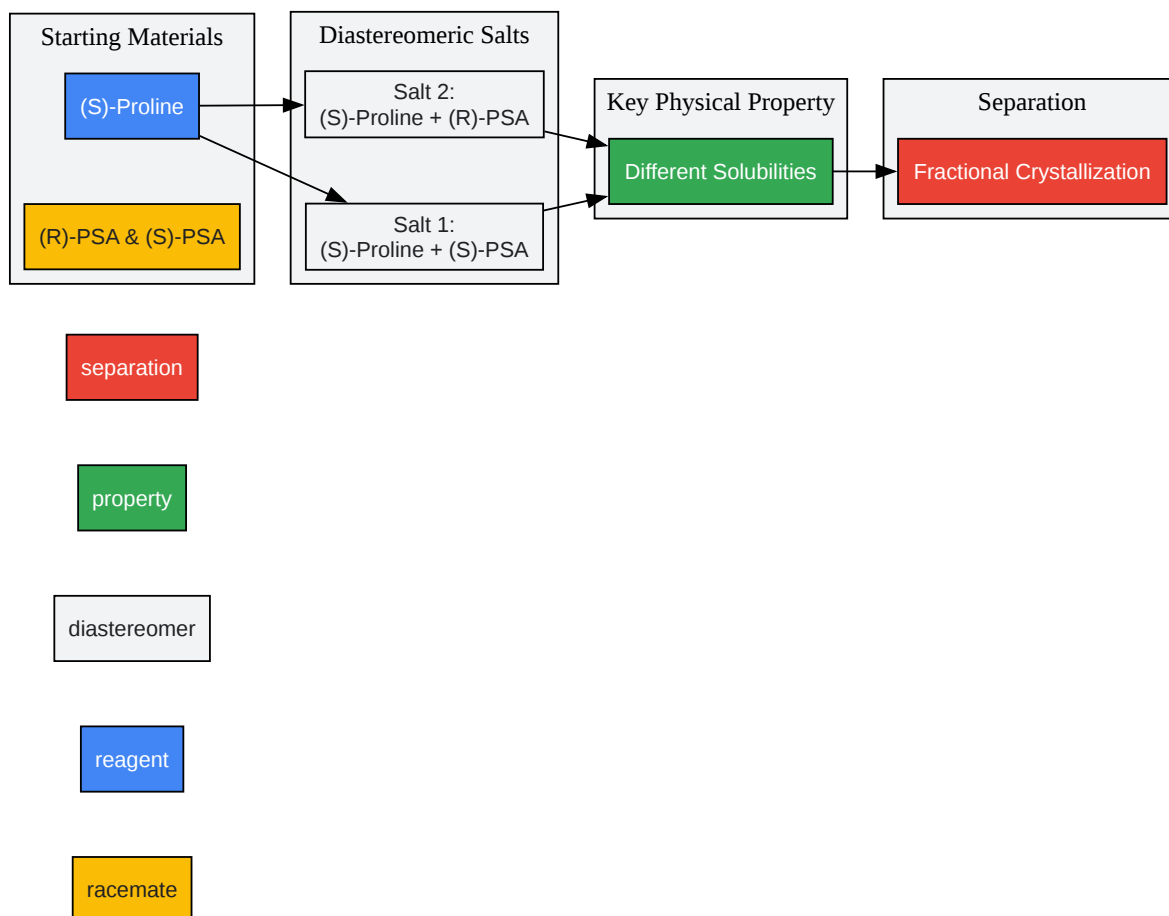 Starting Materials
(S)-Proline
(R)-PSA & (S)-PSA
Diastereomeric Salts
Salt 2:
(S)-Proline + (R)-PSA
Salt 1:
(S)-Proline + (S)-PSA
Key Physical Property
Different Solubilities
Separation
Fractional Crystallization
separation
property
diastereomer
reagent
racemate